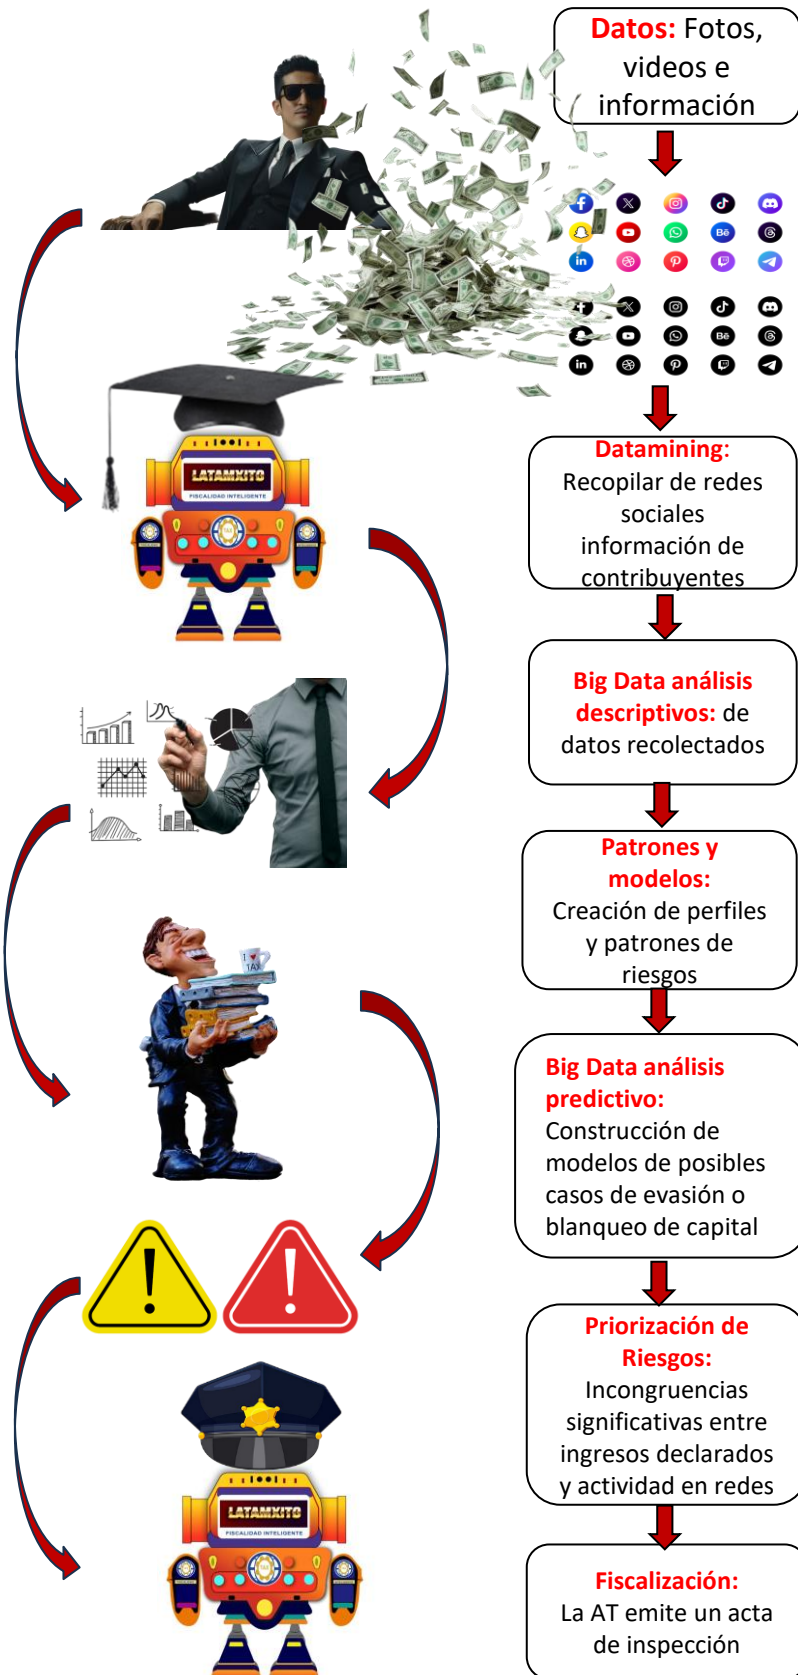 Datos: Fotos,
videos e
información
LATAMXITO
FISCALIDAD INTELIGENTE
Datamining:
Recopilar de redes
sociales
información de
contribuyentes
Big Data análisis
descriptivos: de
datos recolectados
Patrones y
modelos:
Creación de perfiles
y patrones de
riesgos
I ♥
TAX
Big Data análisis
predictivo:
Construcción de
modelos de posibles
casos de evasión o
blanqueo de capital
Priorización de
Riesgos:
Incongruencias
significativas entre
ingresos declarados
y actividad en redes
LATAMXITO
FISCALIDAD INTELIGENTE
Fiscalización:
La AT emite un acta
de inspección